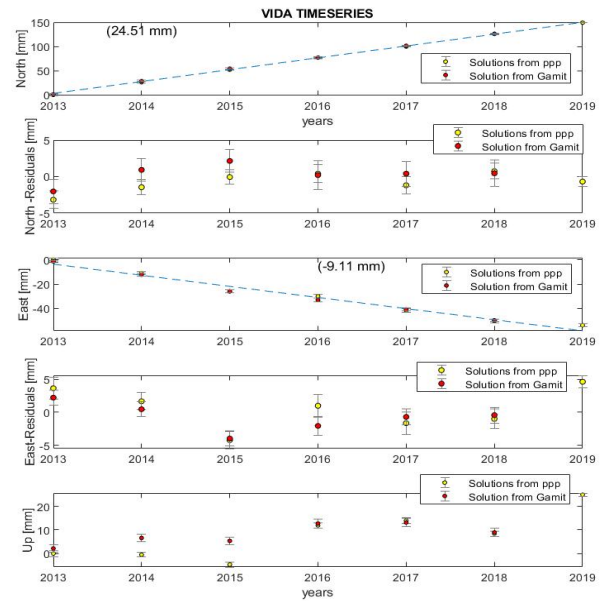 VIDA TIMESERIES
(24.51 mm)
North [mm]
150
100
50
0
Solutions from ppp
Solution from Gamit
2013 2014 2015 2016 2017 2018 2019
years
North -Residuals [mm]
5
0
-5
Solutions from ppp
Solution from Gamit
2013 2014 2015 2016 2017 2018 2019
East [mm]
0
-20
-40
(-9.11 mm)
Solutions from ppp
Solution from Gamit
2013 2014 2015 2016 2017 2018 2019
East-Residuals [mm]
5
0
-5
Solutions from ppp
Solution from Gamit
2013 2014 2015 2016 2017 2018 2019
Up [mm]
20
10
0
Solutions from ppp
Solution from Gamit
2013 2014 2015 2016 2017 2018 2019
years